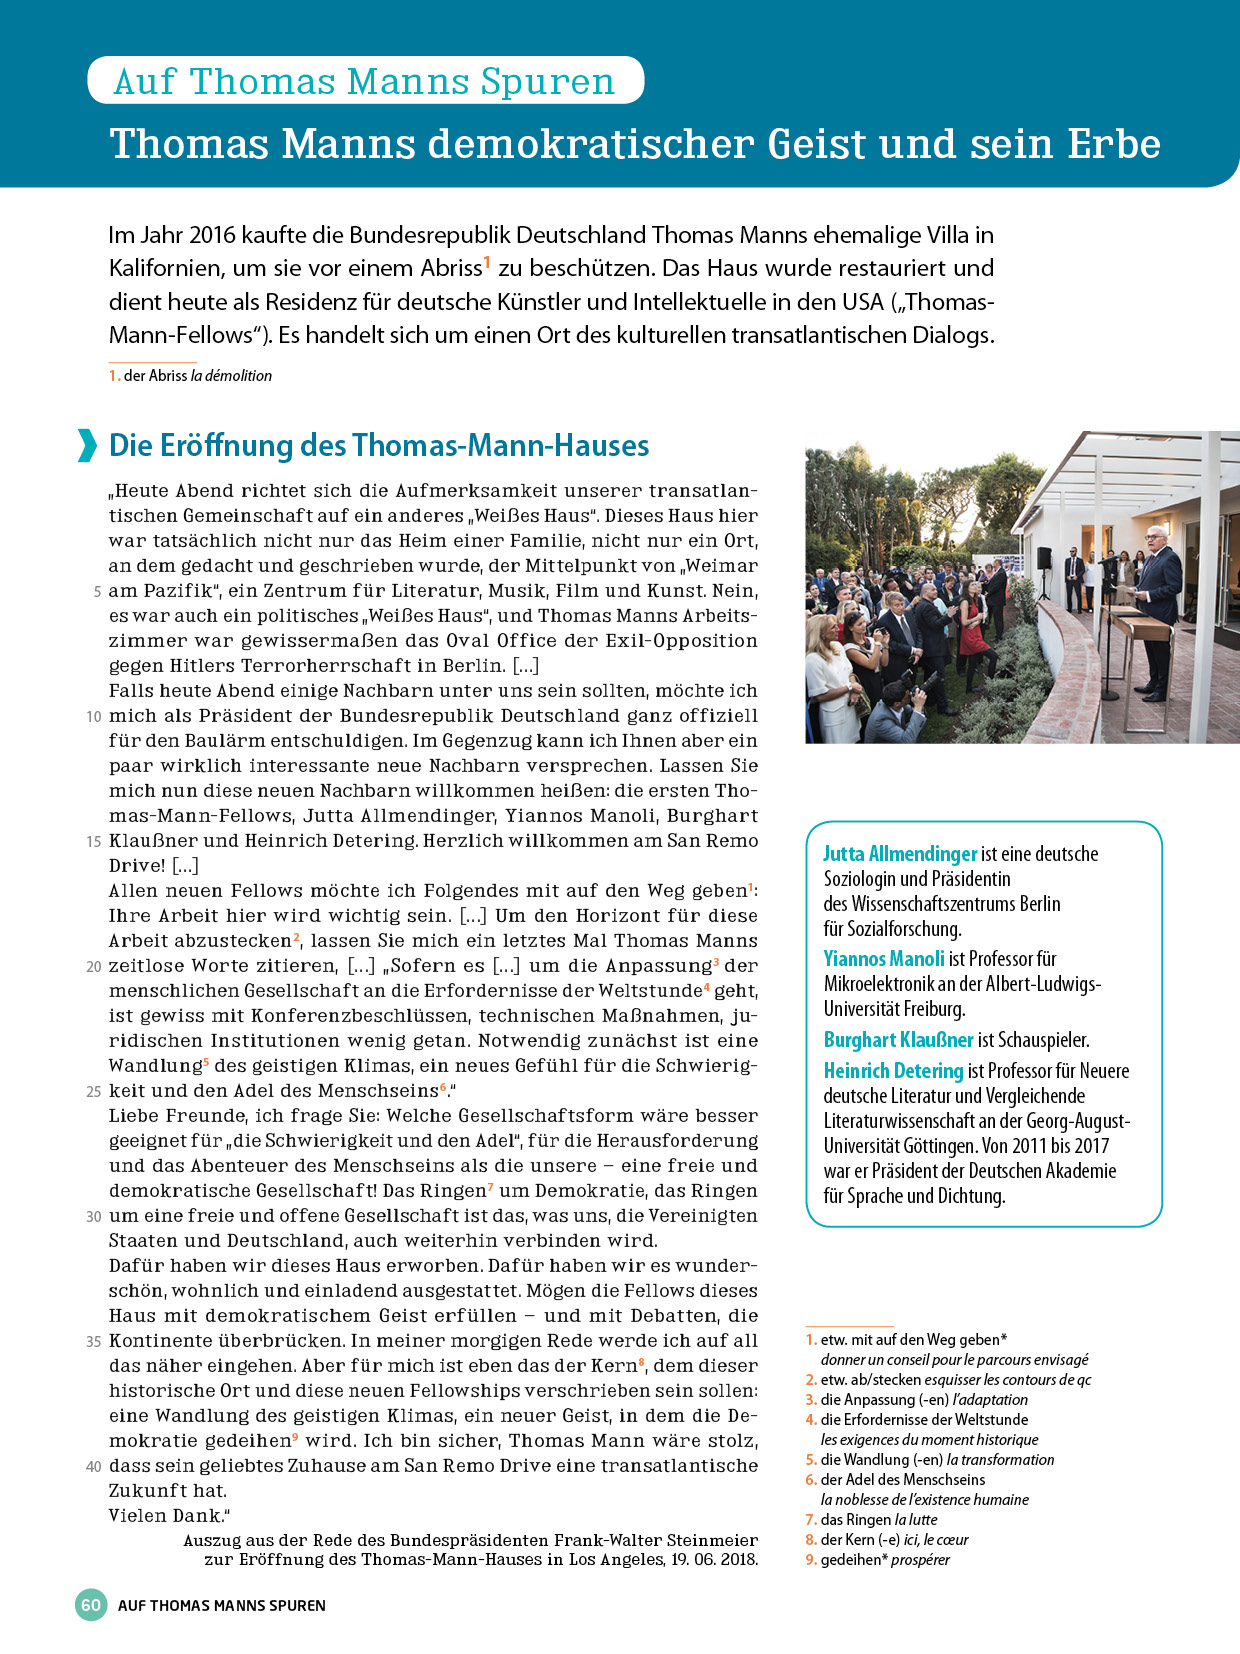 Auf Thomas Manns Spuren
Thomas Manns demokratischer Geist und sein Erbe
Im Jahr 2016 kaufte die Bundesrepublik Deutschland Thomas Manns ehemalige Villa in
Kalifornien, um sie vor einem Abriss1 zu beschützen. Das Haus wurde restauriert und
dient heute als Residenz für deutsche Künstler und Intellektuelle in den USA („Thomas-
Mann-Fellows“). Es handelt sich um einen Ort des kulturellen transatlantischen Dialogs.
1. der Abriss la démolition
Die Eröffnung des Thomas-Mann-Hauses
„Heute Abend richtet sich die Aufmerksamkeit unserer transatlan-
tischen Gemeinschaft auf ein anderes „Weißes Haus“. Dieses Haus hier
war tatsächlich nicht nur das Heim einer Familie, nicht nur ein Ort,
an dem gedacht und geschrieben wurde, der Mittelpunkt von „Weimar
5 am Pazifik“, ein Zentrum für Literatur, Musik, Film und Kunst. Nein,
es war auch ein politisches „Weißes Haus“, und Thomas Manns Arbeits-
zimmer war gewissermaßen das Oval Office der Exil-Opposition
gegen Hitlers Terrorherrschaft in Berlin. [...]
Falls heute Abend einige Nachbarn unter uns sein sollten, möchte ich
10 mich als Präsident der Bundesrepublik Deutschland ganz offiziell
für den Baulärm entschuldigen. Im Gegenzug kann ich Ihnen aber ein
paar wirklich interessante neue Nachbarn versprechen. Lassen Sie
mich nun diese neuen Nachbarn willkommen heißen: die ersten Tho-
mas-Mann-Fellows, Jutta Allmendinger, Yiannos Manoli, Burghart
15 Klaußner und Heinrich Detering. Herzlich willkommen am San Remo
Drive! [...]
Allen neuen Fellows möchte ich Folgendes mit auf den Weg geben1:
Ihre Arbeit hier wird wichtig sein. [...] Um den Horizont für diese
Arbeit abzustecken2, lassen Sie mich ein letztes Mal Thomas Manns
20 zeitlose Worte zitieren, [...] „Sofern es [...] um die Anpassung3 der
menschlichen Gesellschaft an die Erfordernisse der Weltstunde4 geht,
ist gewiss mit Konferenzbeschlüssen, technischen Maßnahmen, ju-
ridischen Institutionen wenig getan. Notwendig zunächst ist eine
Wandlung5 des geistigen Klimas, ein neues Gefühl für die Schwierig-
25 keit und den Adel des Menschseins6.“
Liebe Freunde, ich frage Sie: Welche Gesellschaftsform wäre besser
geeignet für „die Schwierigkeit und den Adel“, für die Herausforderung
und das Abenteuer des Menschseins als die unsere – eine freie und
demokratische Gesellschaft! Das Ringen7 um Demokratie, das Ringen
30 um eine freie und offene Gesellschaft ist das, was uns, die Vereinigten
Staaten und Deutschland, auch weiterhin verbinden wird.
Dafür haben wir dieses Haus erworben. Dafür haben wir es wunder-
schön, wohnlich und einladend ausgestattet. Mögen die Fellows dieses
Haus mit demokratischem Geist erfüllen – und mit Debatten, die
35 Kontinente überbrücken. In meiner morgigen Rede werde ich auf all
das näher eingehen. Aber für mich ist eben das der Kern8, dem dieser
historische Ort und diese neuen Fellowships verschrieben sein sollen:
eine Wandlung des geistigen Klimas, ein neuer Geist, in dem die De-
mokratie gedeihen9 wird. Ich bin sicher, Thomas Mann wäre stolz,
40 dass sein geliebtes Zuhause am San Remo Drive eine transatlantische
Zukunft hat.
Vielen Dank.“
Auszug aus der Rede des Bundespräsidenten Frank-Walter Steinmeier
zur Eröffnung des Thomas-Mann-Hauses in Los Angeles, 19. 06. 2018.
Jutta Allmendinger ist eine deutsche
Soziologin und Präsidentin
des Wissenschaftszentrums Berlin
für Sozialforschung.
Yiannos Manoli ist Professor für
Mikroelektronik an der Albert-Ludwigs-
Universität Freiburg.
Burghart Klaußner ist Schauspieler.
Heinrich Detering ist Professor für Neuere
deutsche Literatur und Vergleichende
Literaturwissenschaft an der Georg-August-
Universität Göttingen. Von 2011 bis 2017
war er Präsident der Deutschen Akademie
für Sprache und Dichtung.
1. etw. mit auf den Weg geben*
donner un conseil pour le parcours envisagé
2. etw. ab/stecken esquisser les contours de qc
3. die Anpassung (-en) l’adaptation
4. die Erfordernisse der Weltstunde
les exigences du moment historique
5. die Wandlung (-en) la transformation
6. der Adel des Menschseins
la noblesse de l’existence humaine
7. das Ringen la lutte
8. der Kern (-e) ici, le cœur
9. gedeihen* prospérer
60 AUF THOMAS MANNS SPUREN